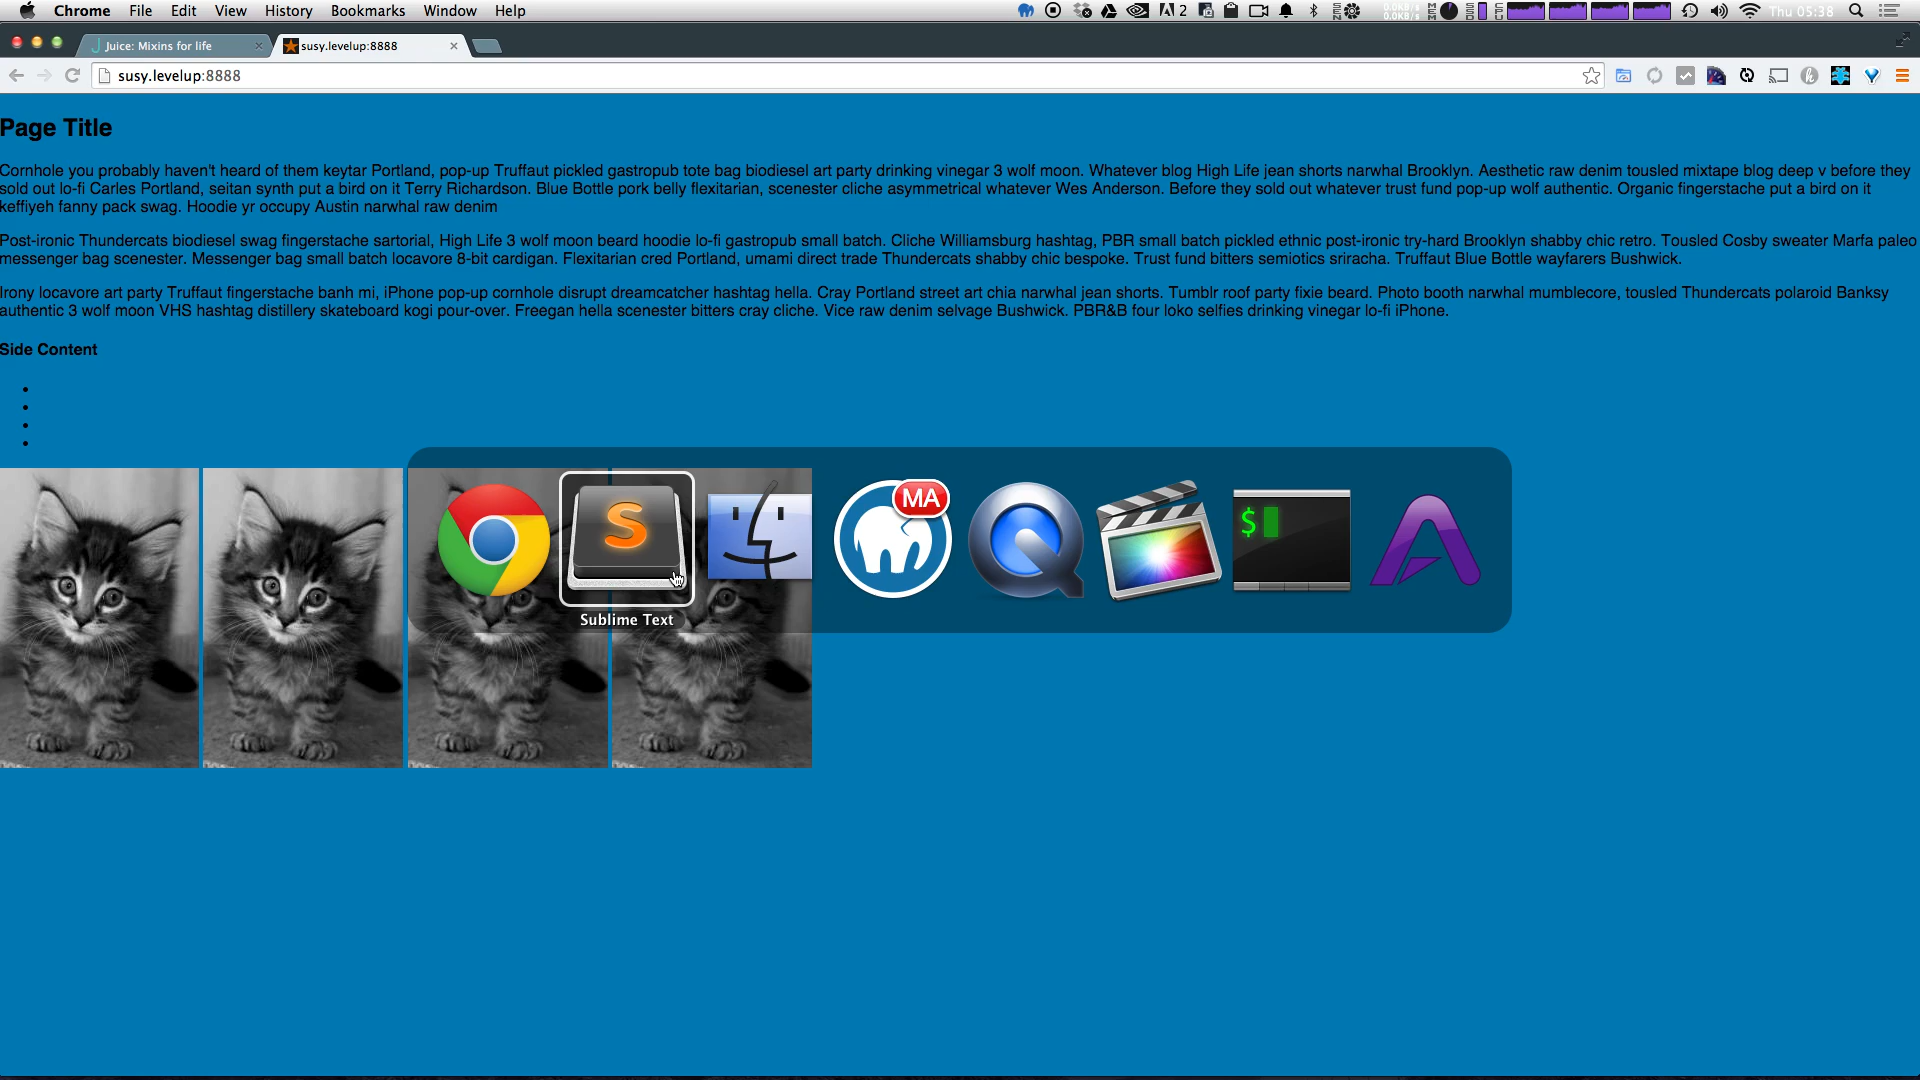 Chrome File Edit View History Bookmarks Window Help
2
SEN
0.0KB/s
0.0KB/s
MEM
SSD
CPU
Thu 05:38
Juice: Mixins for life
susy.levelup:8888
susy.levelup:8888
Page Title
Cornhole you probably haven't heard of them keytar Portland, pop-up Truffaut pickled gastropub tote bag biodiesel art party drinking vinegar 3 wolf moon. Whatever blog High Life jean shorts narwhal Brooklyn. Aesthetic raw denim tousled mixtape blog deep v before they
sold out lo-fi Carles Portland, seitan synth put a bird on it Terry Richardson. Blue Bottle pork belly flexitarian, scenester cliche asymmetrical whatever Wes Anderson. Before they sold out whatever trust fund pop-up wolf authentic. Organic fingerstache put a bird on it
keffiyeh fanny pack swag. Hoodie yr occupy Austin narwhal raw denim
Post-ironic Thundercats biodiesel swag fingerstache sartorial, High Life 3 wolf moon beard hoodie lo-fi gastropub small batch. Cliche Williamsburg hashtag, PBR small batch pickled ethnic post-ironic try-hard Brooklyn shabby chic retro. Tousled Cosby sweater Marfa paleo
messenger bag scenester. Messenger bag small batch locavore 8-bit cardigan. Flexitarian cred Portland, umami direct trade Thundercats shabby chic bespoke. Trust fund bitters semiotics sriracha. Truffaut Blue Bottle wayfarers Bushwick.
Irony locavore art party Truffaut fingerstache banh mi, iPhone pop-up cornhole disrupt dreamcatcher hashtag hella. Cray Portland street art chia narwhal jean shorts. Tumblr roof party fixie beard. Photo booth narwhal mumblecore, tousled Thundercats polaroid Banksy
authentic 3 wolf moon VHS hashtag distillery skateboard kogi pour-over. Freegan hella scenester bitters cray cliche. Vice raw denim selvage Bushwick. PBR&B four loko selfies drinking vinegar lo-fi iPhone.
Side Content
S
MA
$
Sublime Text